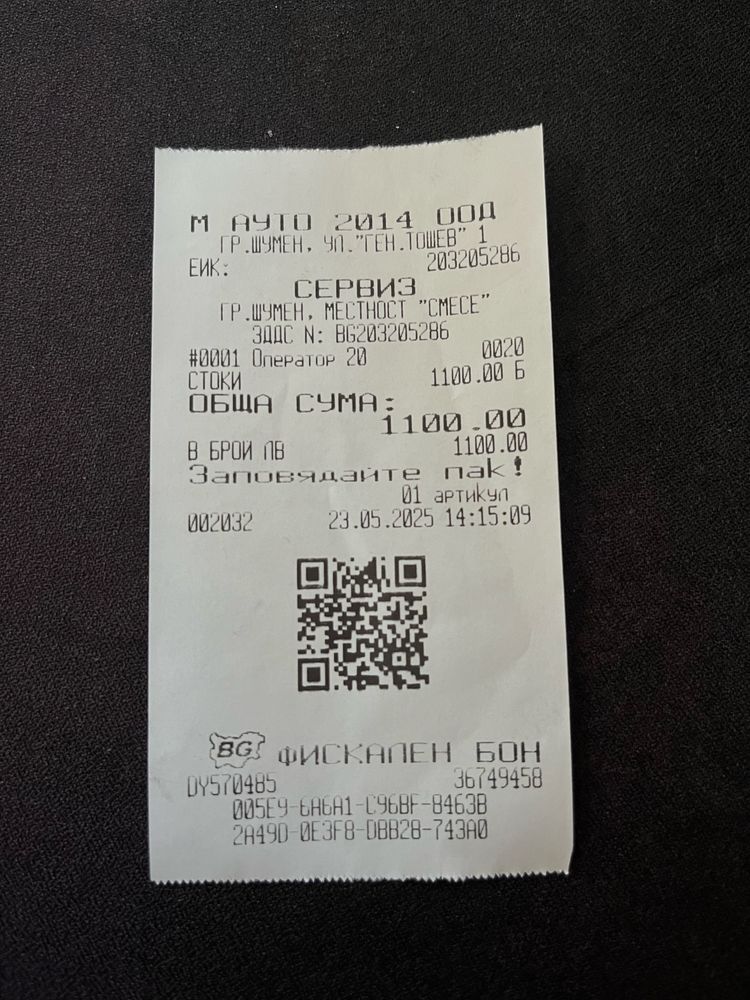 М АУТО 2014 ООД
ГР.ШУМЕН, УЛ."ГЕН.ТОШЕВ" 1
ЕИК: 203205286
СЕРВИЗ
ГР.ШУМЕН, МЕСТНОСТ "СМЕСЕ"
ЗДДС N: BG203205286
#0001 Оператор 20 0020
СТОКИ 1100.00 Б
ОБЩА СУМА:
1100.00
В БРОИ ЛВ 1100.00
Заповядайте пак!
01 артикул
002032 23.05.2025 14:15:09
BG ФИСКАЛЕН БОН
DY570485 36749458
005E9-6A6A1-C96BF-8463B
2A49D-0E3F8-DBB28-743A0